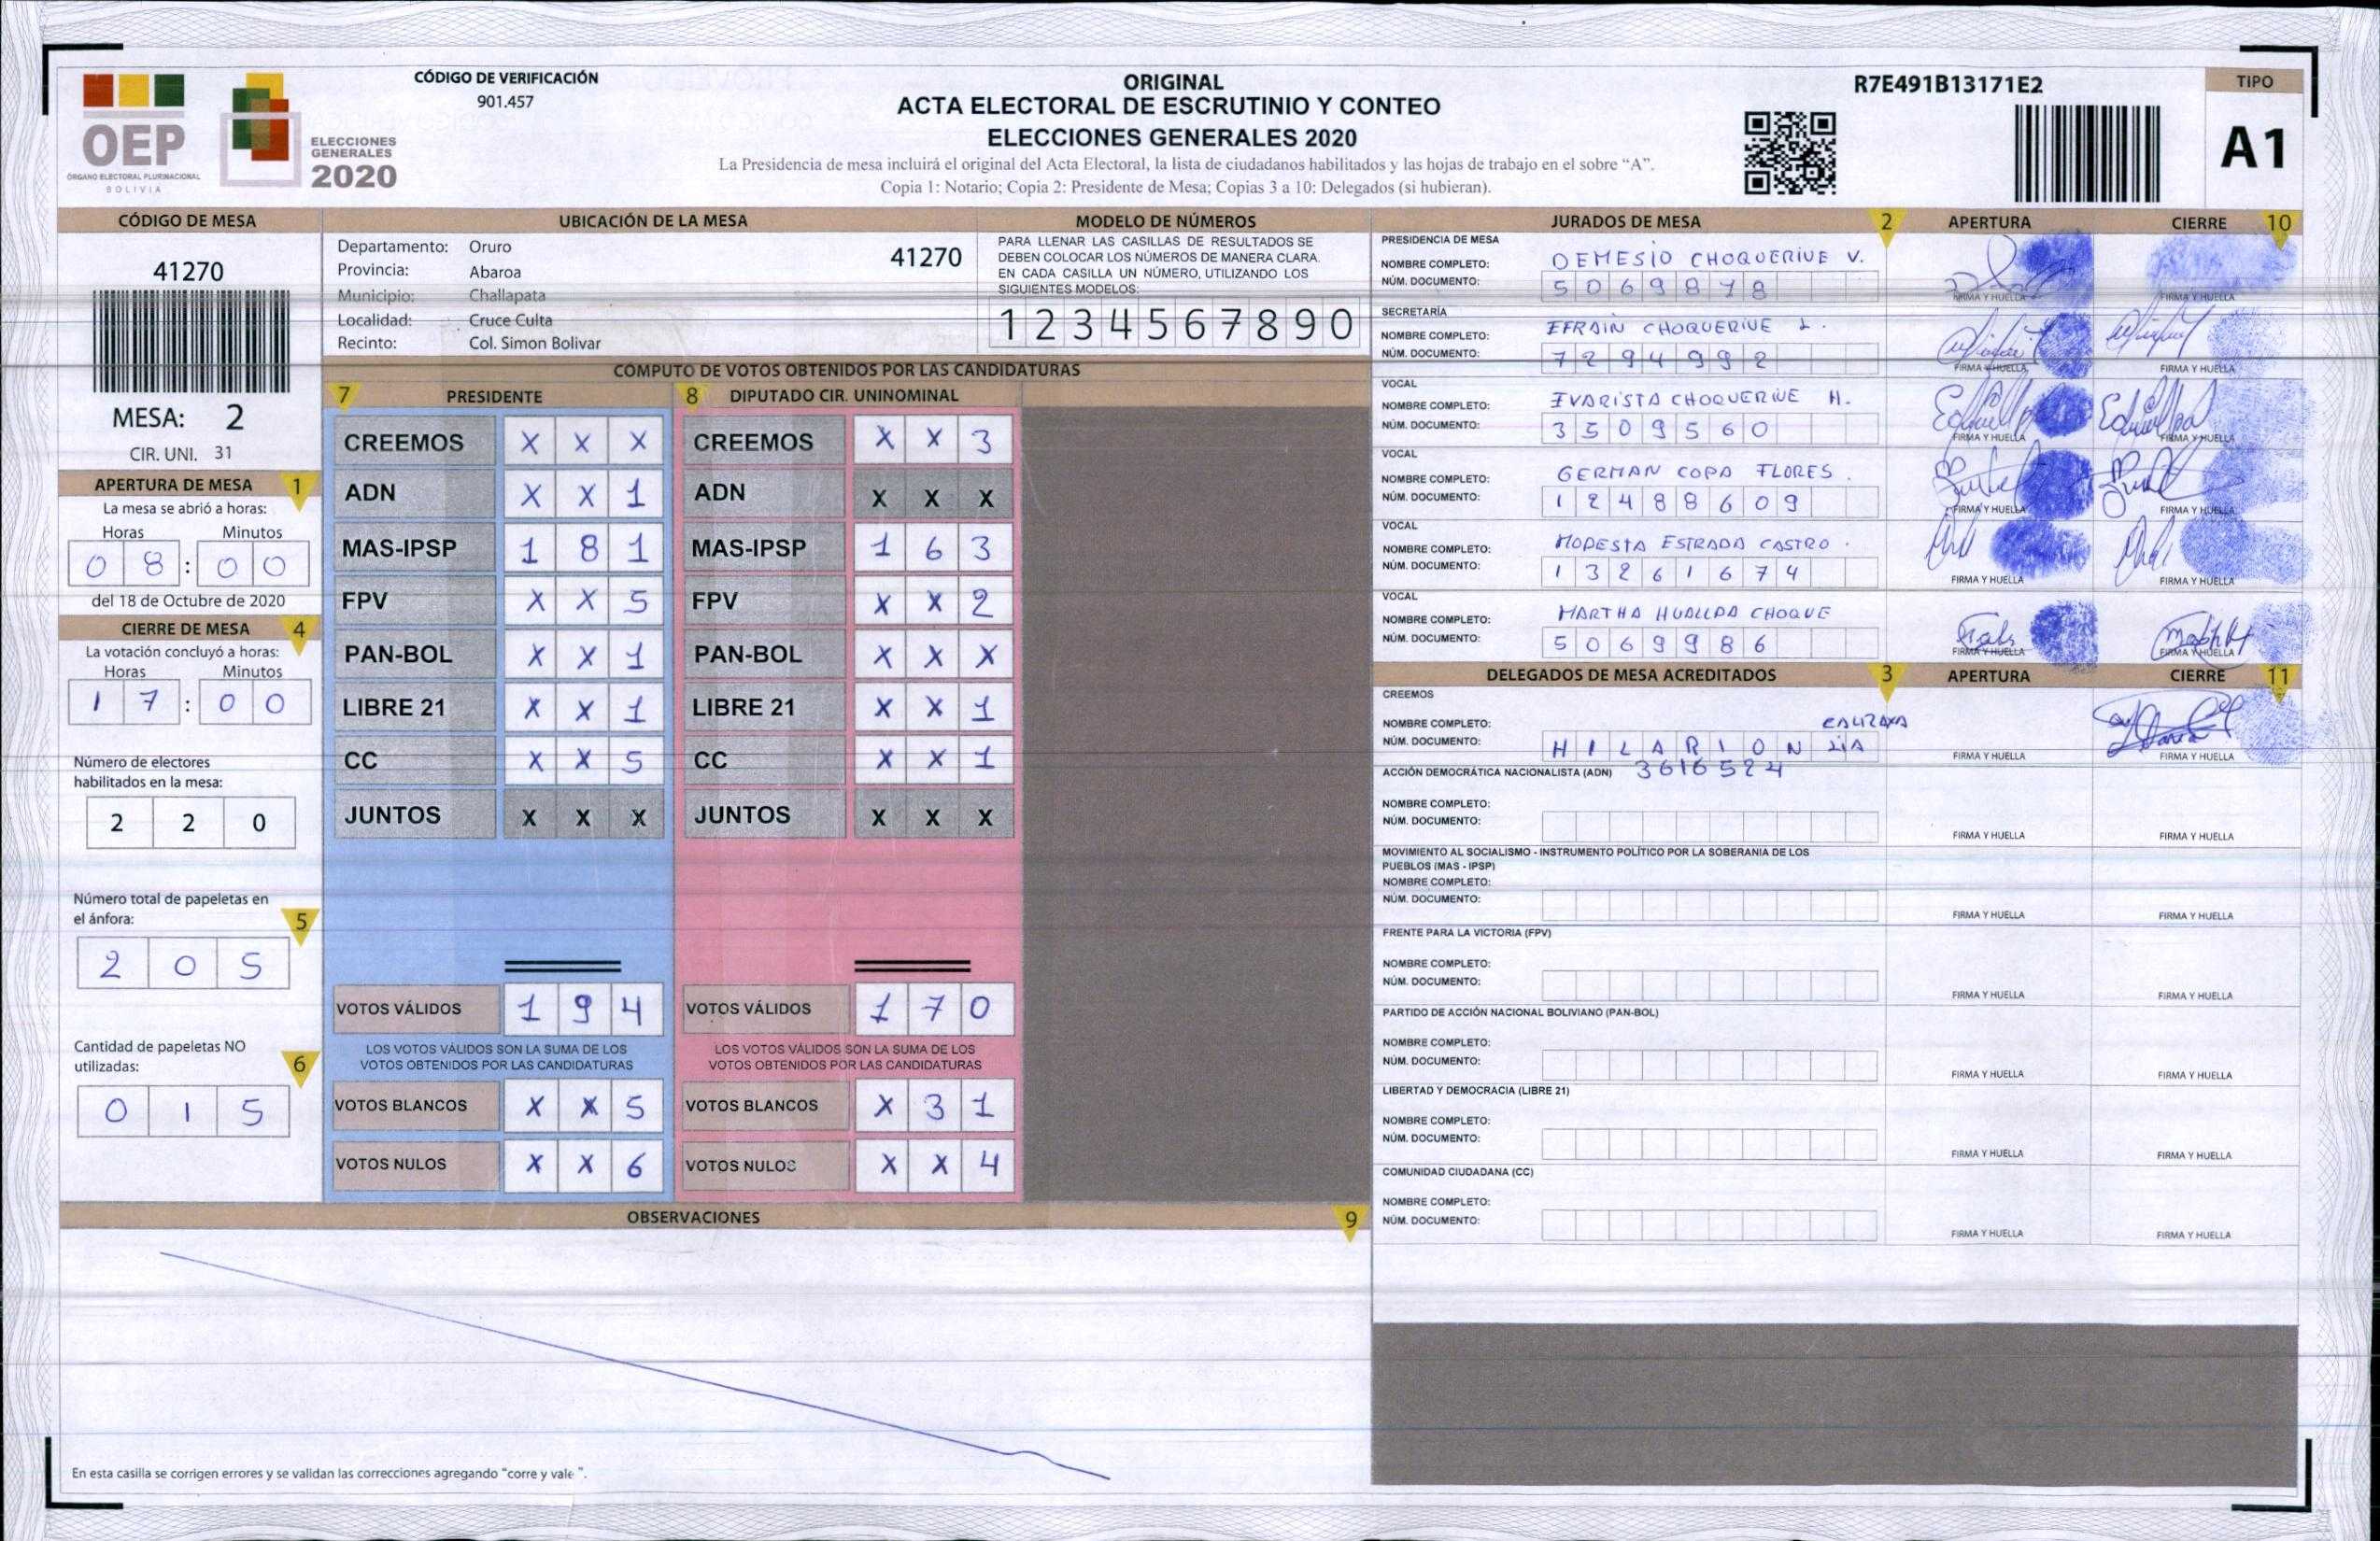 OEP
ÓRGANO ELECTORAL PLURINACIONAL
BOLIVIA
ELECCIONES
GENERALES
2020
CÓDIGO DE VERIFICACIÓN
901.457
ORIGINAL
ACTA ELECTORAL DE ESCRUTINIO Y CONTEO
ELECCIONES GENERALES 2020
La Presidencia de mesa incluirá el original del Acta Electoral, la lista de ciudadanos habilitados y las hojas de trabajo en el sobre “A”.
Copia 1: Notario; Copia 2: Presidente de Mesa; Copias 3 a 10: Delegados (si hubieran).
R7E491B13171E2
TIPO
A1
CÓDIGO DE MESA
41270
MESA: 2
CIR. UNI. 31
APERTURA DE MESA 1
La mesa se abrió a horas:
Horas Minutos
0 8 : 0 0
del 18 de Octubre de 2020
CIERRE DE MESA 4
La votación concluyó a horas:
Horas Minutos
1 7 : 0 0
Número de electores
habilitados en la mesa:
2 2 0
Número total de papeletas en
el ánfora: 5
2 0 5
Cantidad de papeletas NO
utilizadas: 6
0 1 5
UBICACIÓN DE LA MESA
Departamento: Oruro 41270
Provincia: Abaroa
Municipio: Challapata
Localidad: Cruce Culta
Recinto: Col. Simon Bolivar
MODELO DE NÚMEROS
PARA LLENAR LAS CASILLAS DE RESULTADOS SE
DEBEN COLOCAR LOS NÚMEROS DE MANERA CLARA.
EN CADA CASILLA UN NÚMERO, UTILIZANDO LOS
SIGUIENTES MODELOS:
1 2 3 4 5 6 7 8 9 0
CÓMPUTO DE VOTOS OBTENIDOS POR LAS CANDIDATURAS
7 PRESIDENTE 8 DIPUTADO CIR. UNINOMINAL
CREEMOS X X X CREEMOS X X 3
ADN X X 1 ADN X X X
MAS-IPSP 1 8 1 MAS-IPSP 1 6 3
FPV X X 5 FPV X X 2
PAN-BOL X X 1 PAN-BOL X X X
LIBRE 21 X X 1 LIBRE 21 X X 1
CC X X 5 CC X X 1
JUNTOS X X X JUNTOS X X X
VOTOS VÁLIDOS 1 9 4 VOTOS VÁLIDOS 1 7 0
LOS VOTOS VÁLIDOS SON LA SUMA DE LOS LOS VOTOS VÁLIDOS SON LA SUMA DE LOS
VOTOS OBTENIDOS POR LAS CANDIDATURAS VOTOS OBTENIDOS POR LAS CANDIDATURAS
VOTOS BLANCOS X X 5 VOTOS BLANCOS X 3 1
VOTOS NULOS X X 6 VOTOS NULOS X X 4
OBSERVACIONES 9
En esta casilla se corrigen errores y se validan las correcciones agregando “corre y vale ”.
JURADOS DE MESA 2 APERTURA CIERRE 10
PRESIDENCIA DE MESA
NOMBRE COMPLETO: DEMESIO CHOQUERIVE V.
NÚM. DOCUMENTO: 5 0 6 9 8 7 8
FIRMA Y HUELLA FIRMA Y HUELLA
SECRETARÍA
NOMBRE COMPLETO: EFRAIN CHOQUERIVE L.
NÚM. DOCUMENTO: 7 2 9 4 9 9 2
FIRMA Y HUELLA FIRMA Y HUELLA
VOCAL
NOMBRE COMPLETO: EVARISTA CHOQUERIVE M.
NÚM. DOCUMENTO: 3 5 0 9 5 6 0
FIRMA Y HUELLA FIRMA Y HUELLA
VOCAL
NOMBRE COMPLETO: GERMAN COPA FLORES.
NÚM. DOCUMENTO: 1 2 4 8 8 6 0 9
FIRMA Y HUELLA FIRMA Y HUELLA
VOCAL
NOMBRE COMPLETO: MODESTA ESTRADA CASTRO.
NÚM. DOCUMENTO: 1 3 2 6 1 6 7 4
FIRMA Y HUELLA FIRMA Y HUELLA
VOCAL
NOMBRE COMPLETO: MARTHA HUALLPA CHOQUE
NÚM. DOCUMENTO: 5 0 6 9 9 8 6
FIRMA Y HUELLA FIRMA Y HUELLA
DELEGADOS DE MESA ACREDITADOS 3 APERTURA CIERRE 11
CREEMOS
NOMBRE COMPLETO:
NÚM. DOCUMENTO: H I L A R I O N
FIRMA Y HUELLA FIRMA Y HUELLA
ACCIÓN DEMOCRÁTICA NACIONALISTA (ADN) 3616524
NOMBRE COMPLETO:
NÚM. DOCUMENTO:
FIRMA Y HUELLA FIRMA Y HUELLA
MOVIMIENTO AL SOCIALISMO - INSTRUMENTO POLÍTICO POR LA SOBERANIA DE LOS
PUEBLOS (MAS - IPSP)
NOMBRE COMPLETO:
NÚM. DOCUMENTO:
FIRMA Y HUELLA FIRMA Y HUELLA
FRENTE PARA LA VICTORIA (FPV)
NOMBRE COMPLETO:
NÚM. DOCUMENTO:
FIRMA Y HUELLA FIRMA Y HUELLA
PARTIDO DE ACCIÓN NACIONAL BOLIVIANO (PAN-BOL)
NOMBRE COMPLETO:
NÚM. DOCUMENTO:
FIRMA Y HUELLA FIRMA Y HUELLA
LIBERTAD Y DEMOCRACIA (LIBRE 21)
NOMBRE COMPLETO:
NÚM. DOCUMENTO:
FIRMA Y HUELLA FIRMA Y HUELLA
COMUNIDAD CIUDADANA (CC)
NOMBRE COMPLETO:
NÚM. DOCUMENTO:
FIRMA Y HUELLA FIRMA Y HUELLA